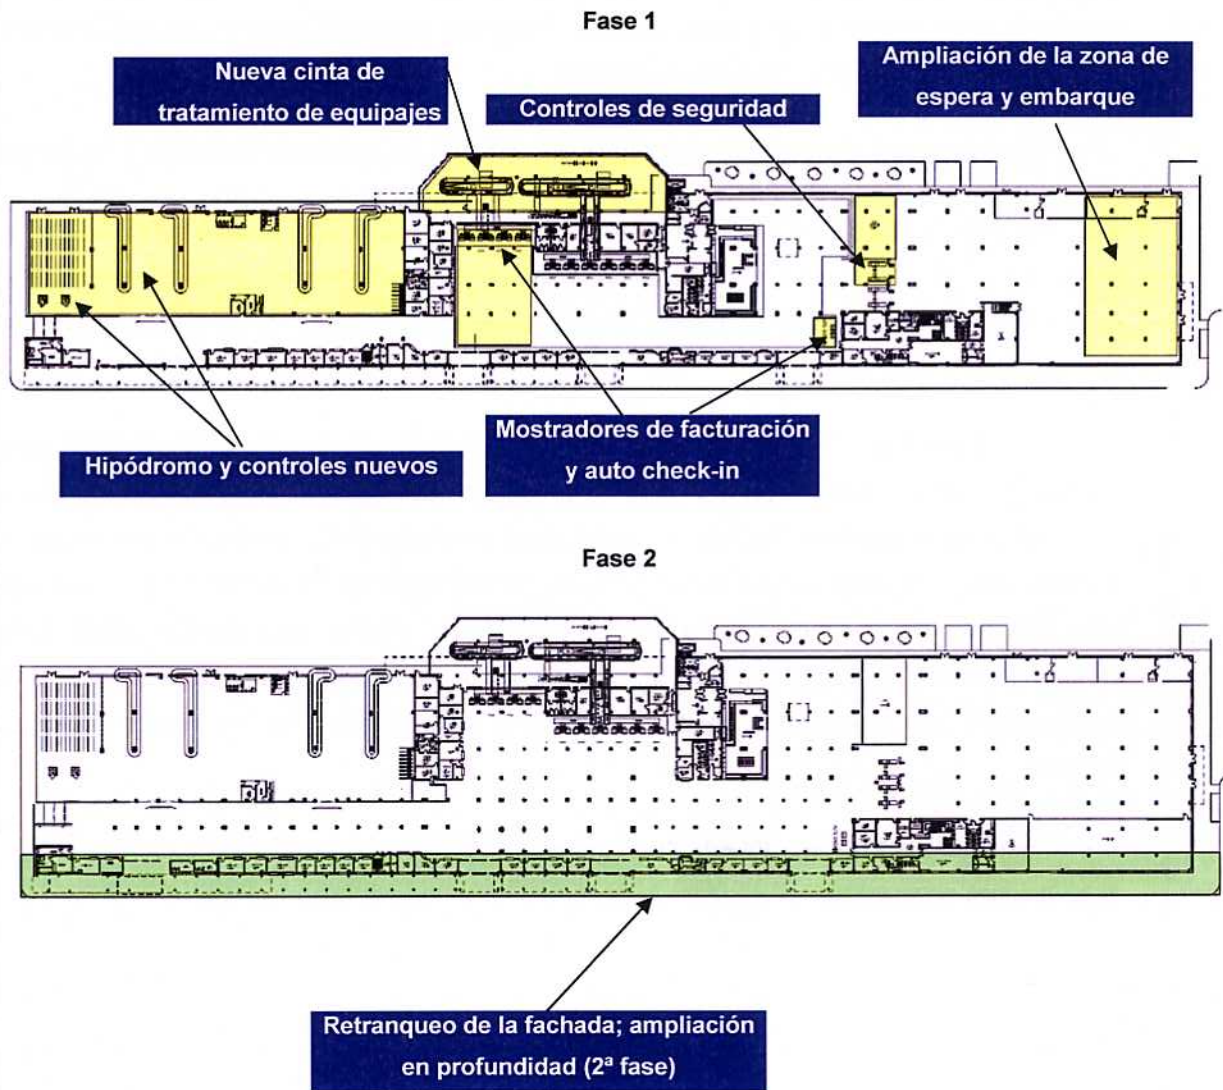 Fase 1
Nueva cinta de
tratamiento de equipajes
Controles de seguridad
Ampliación de la zona de
espera y embarque
Hipódromo y controles nuevos
Mostradores de facturación
y auto check-in
Fase 2
Retranqueo de la fachada; ampliación
en profundidad (2ª fase)